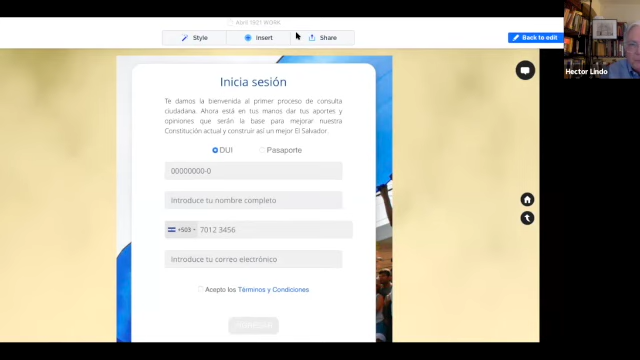 Abril 1921 WORK
Style
Insert
Share
Back to edit
Hector Lindo
Inicia sesión
Te damos la bienvenida al primer proceso de consulta
ciudadana. Ahora está en tus manos dar tus aportes y
opiniones que serán la base para mejorar nuestra
Constitución actual y construir así un mejor El Salvador.
DUI
Pasaporte
00000000-0
Introduce tu nombre completo
+503
7012 3456
Introduce tu correo electrónico
Acepto los Términos y Condiciones